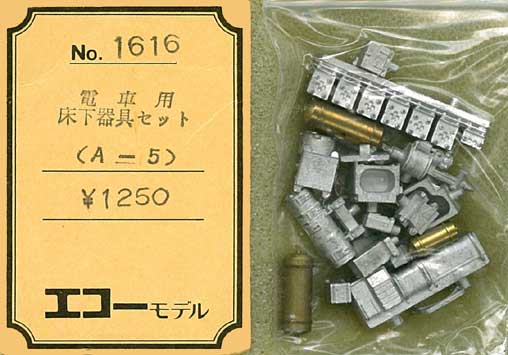 No. 1616
電車用
床下器具セット
(A-5)
¥1250
エコーモデル